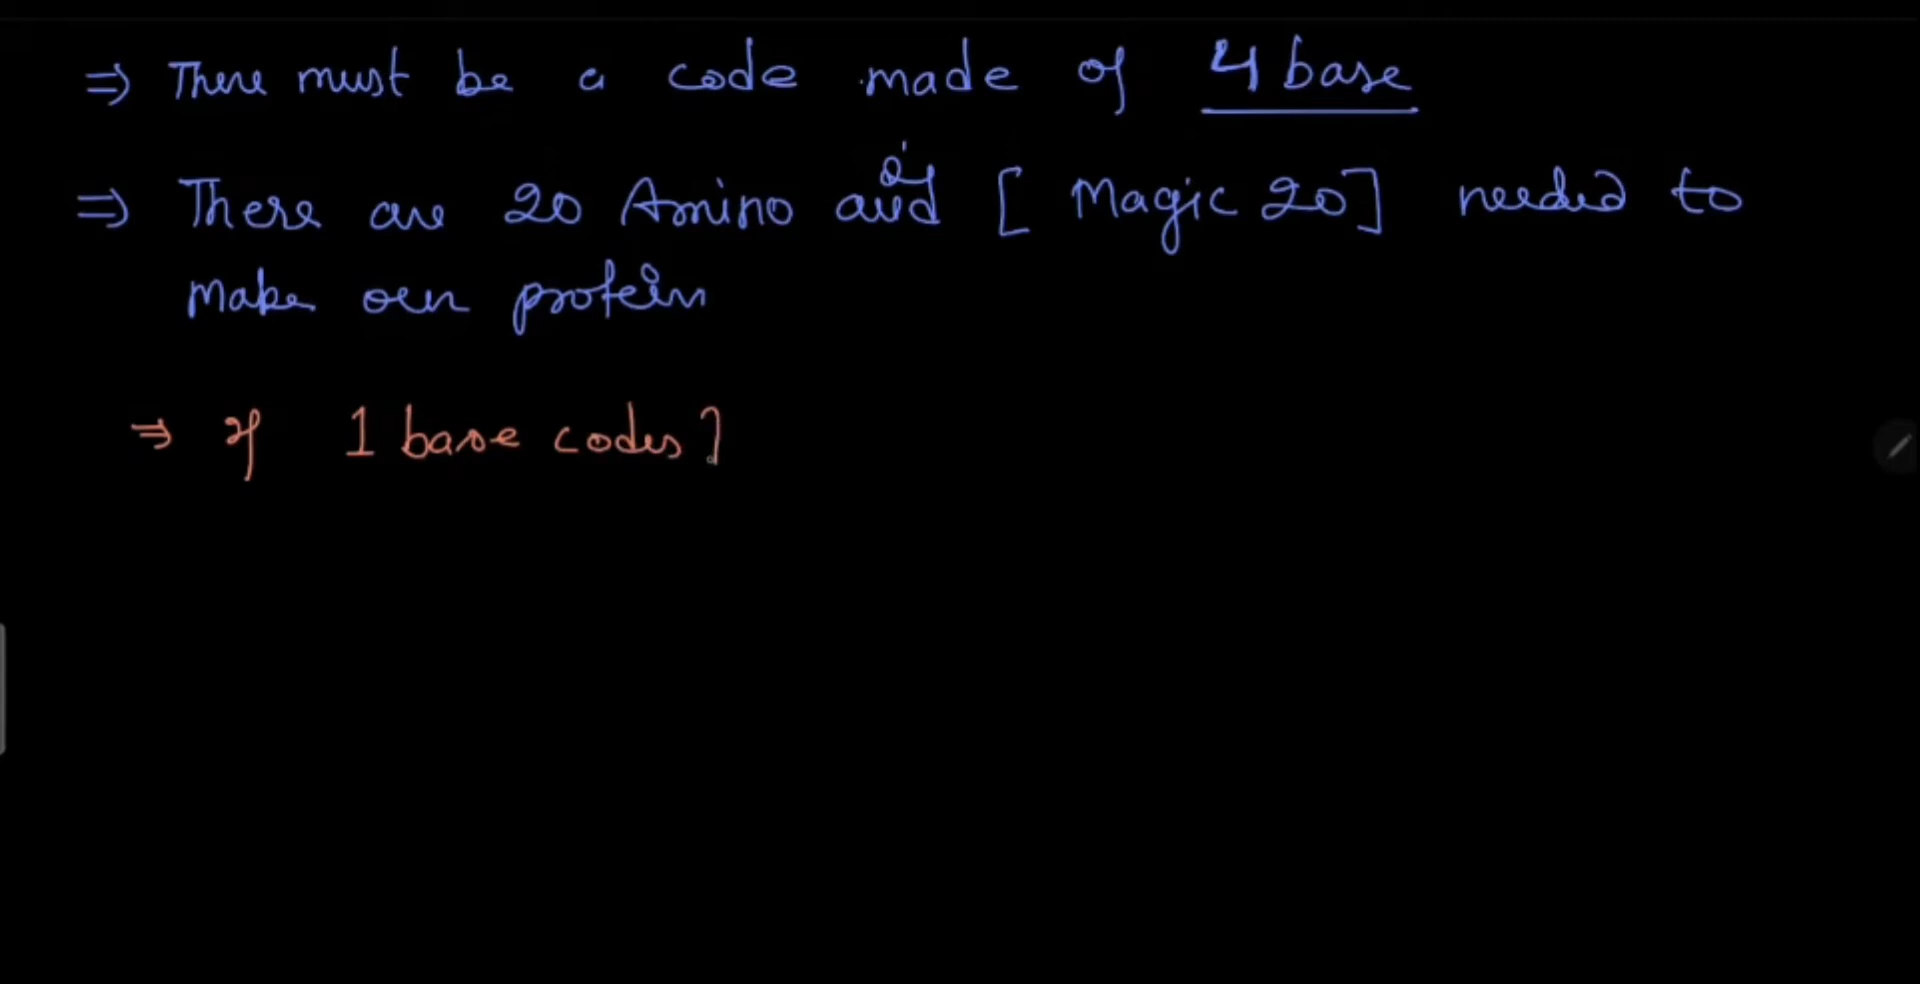 ⇒ There must be a code made of 4 base
⇒ There are 20 Amino acid [ Magic 20 ] needed to
make our protein
⇒ If 1 base codes ?